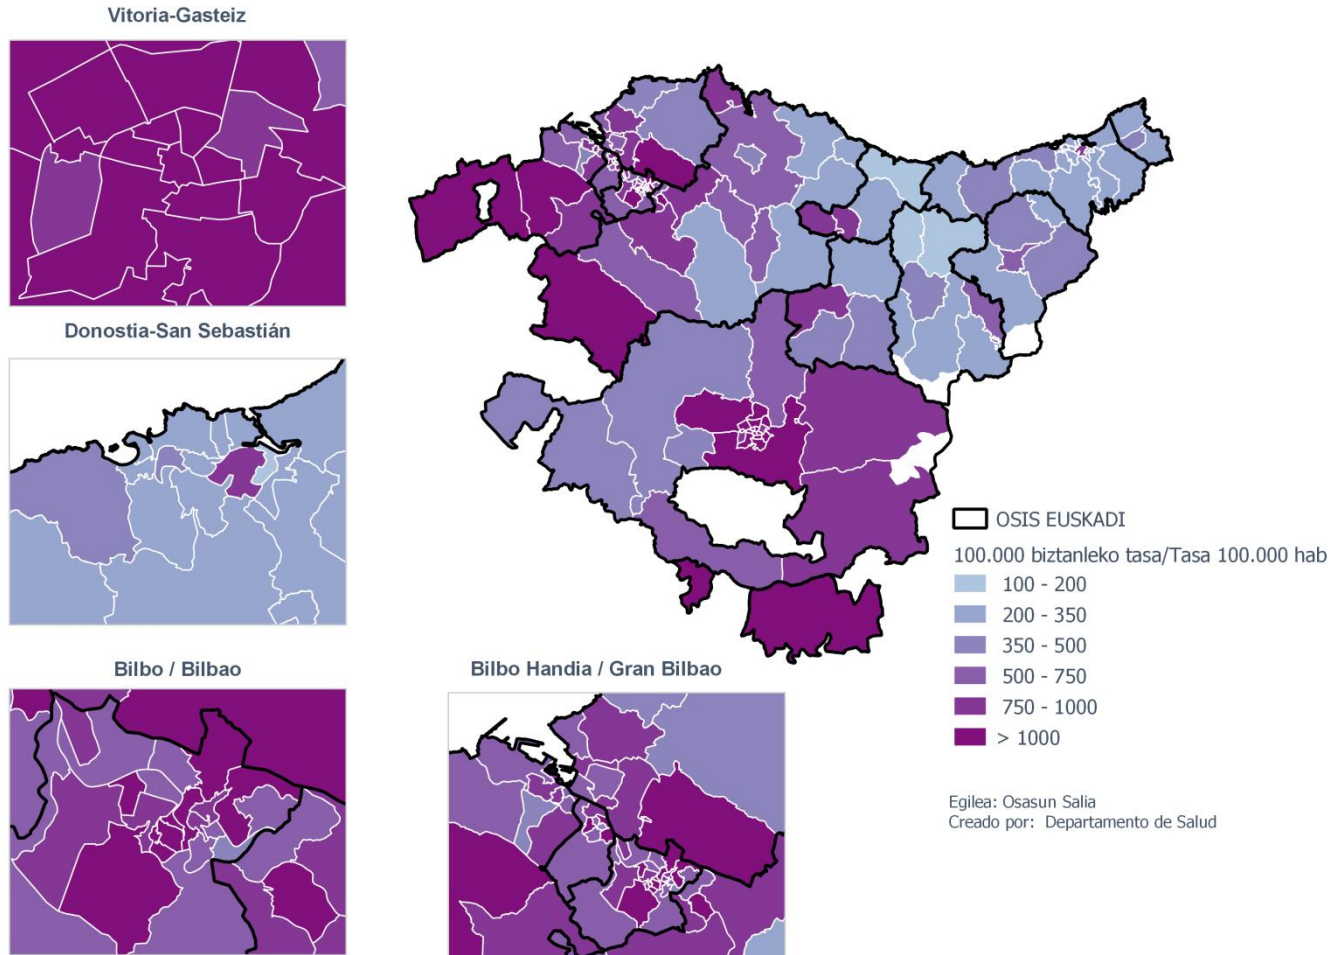 Vitoria-Gasteiz
Donostia-San Sebastián
Bilbo / Bilbao
Bilbo Handia / Gran Bilbao
OSIS EUSKADI
100.000 biztanleko tasa/Tasa 100.000 hab
100 - 200
200 - 350
350 - 500
500 - 750
750 - 1000
> 1000
Egilea: Osasun Salia
Creado por: Departamento de Salud